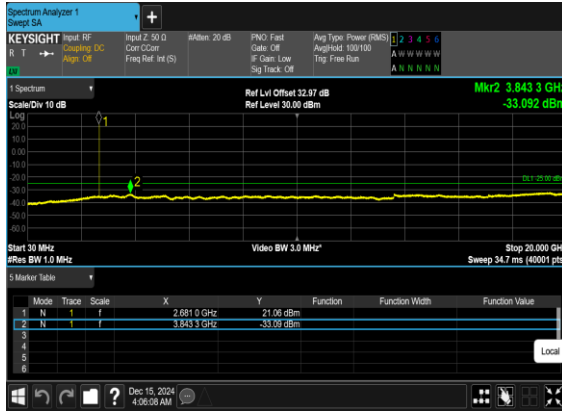 Spectrum Analyzer 1
Swept SA
+
KEYSIGHT Input: RF Input Z: 50 Ω #Atten: 20 dB PNO: Fast Avg Type: Power (RMS) 1 2 3 4 5 6
R T Coupling: DC Corr CCorr Gate: Off Avg|Hold: 100/100 A W W W W W
Align: Off Freq Ref: Int (S) IF Gain: Low Trig: Free Run
LU Sig Track: Off A N N N N N
1 Spectrum Ref Lvl Offset 32.97 dB Mkr2 3.843 3 GHz
Scale/Div 10 dB Ref Level 30.00 dBm -33.092 dBm
Log
1
20.0
10.0
0.00
-10.0
-20.0 2 DL1 -25.00 dBm
-30.0
-40.0
-50.0
-60.0
Start 30 MHz Video BW 3.0 MHz* Stop 20.000 GHz
#Res BW 1.0 MHz Sweep 34.7 ms (40001 pts)
5 Marker Table
Mode Trace Scale X Y Function Function Width Function Value
1 N 1 f 2.681 0 GHz 21.06 dBm
2 N 1 f 3.843 3 GHz -33.09 dBm
3
4
5
6
Local
? Dec 15, 2024
4:06:08 AM